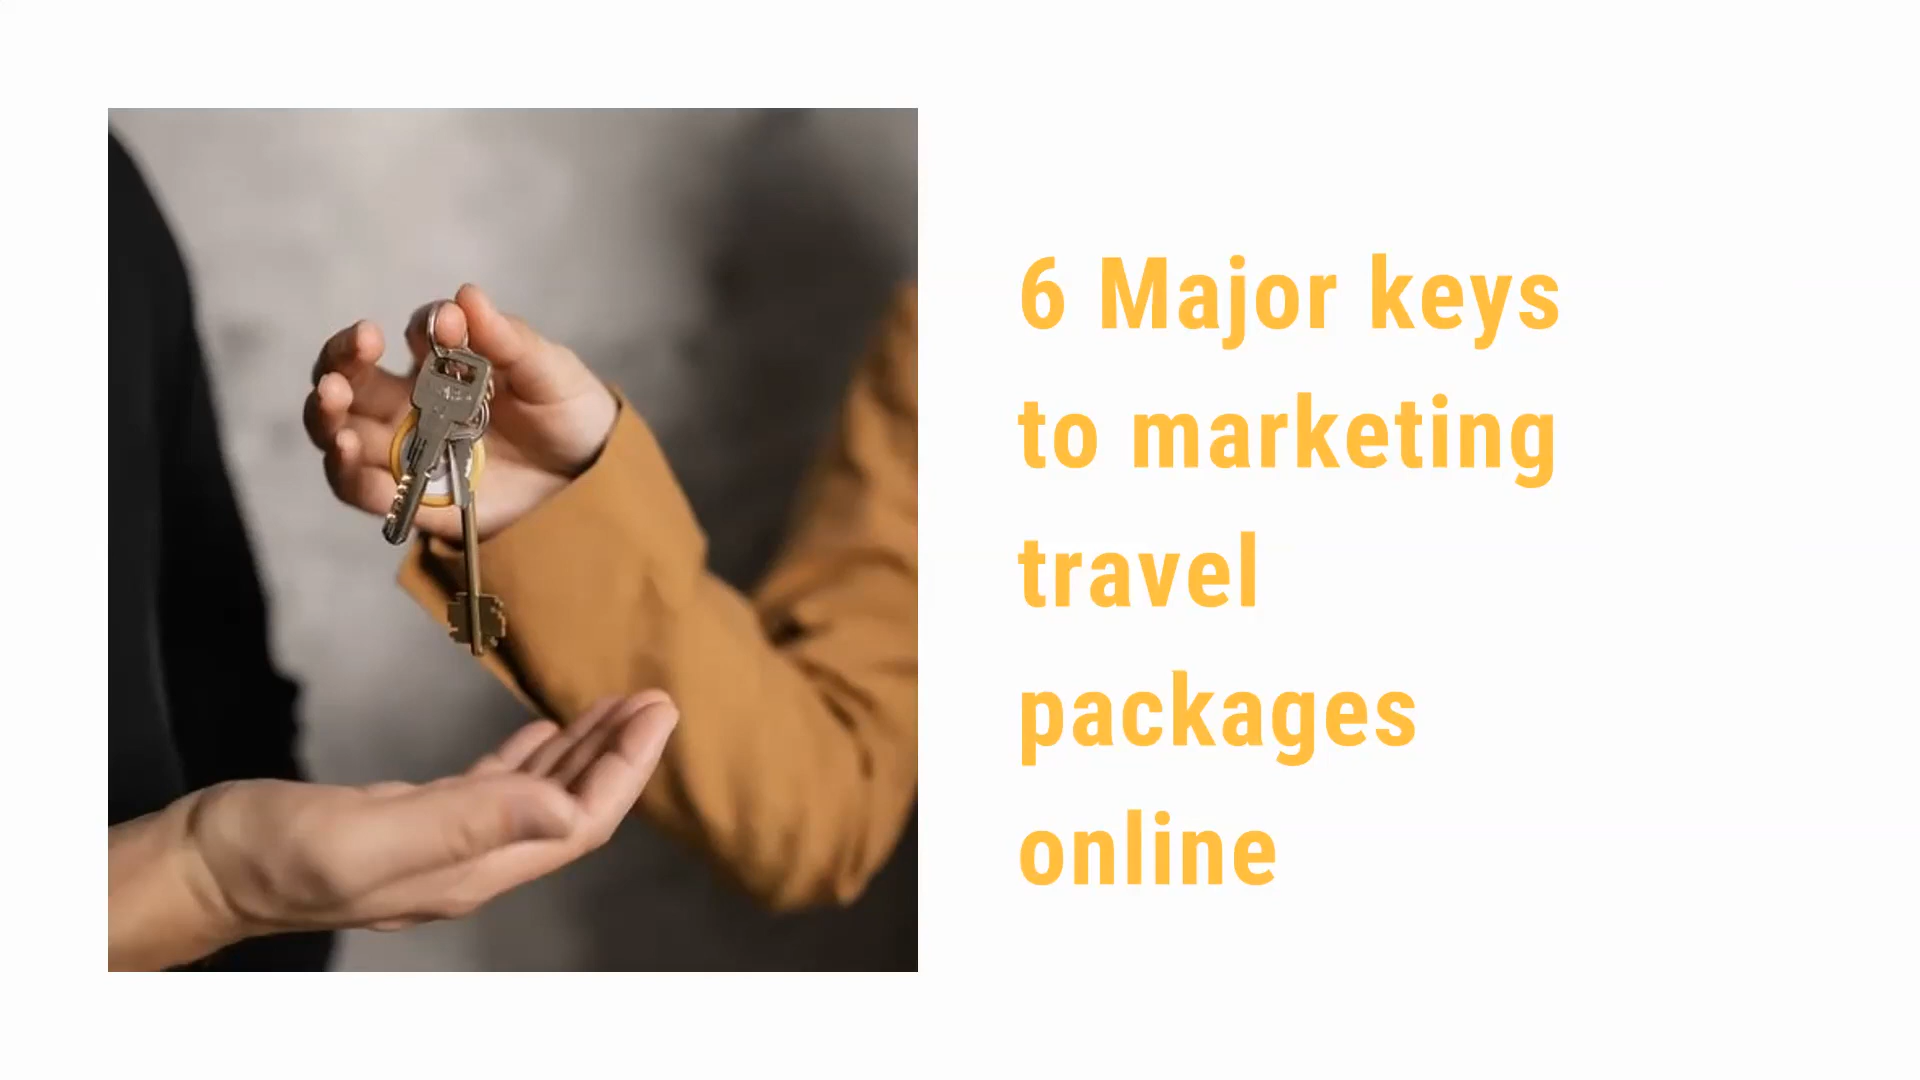 6 Major keys
to marketing
travel
packages
online